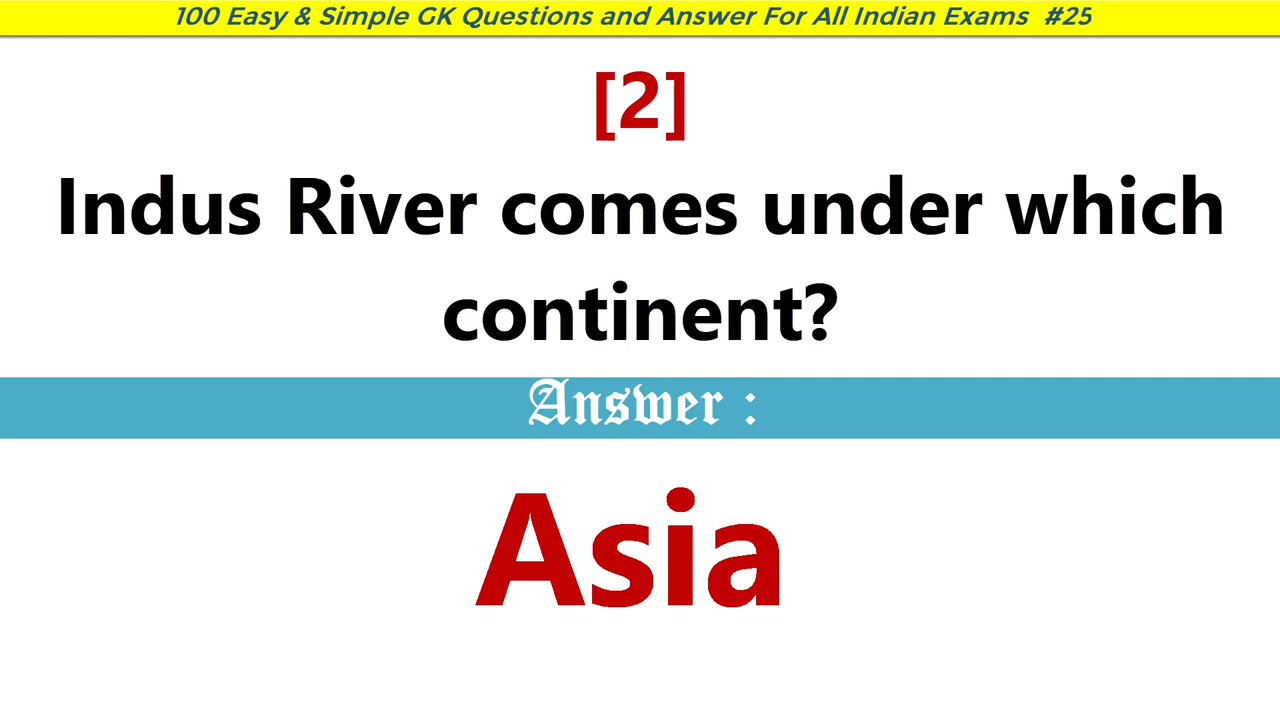 100 Easy & Simple GK Questions and Answer For All Indian Exams #25
[2]
Indus River comes under which
continent?
Answer :
Asia